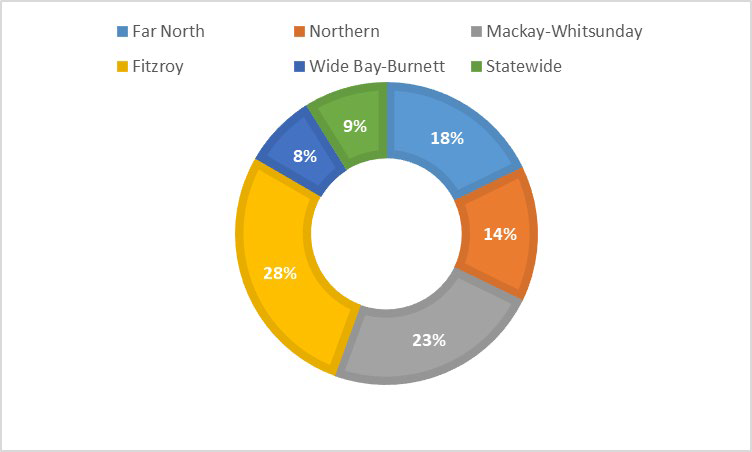 Far North Northern Mackay-Whitsunday
Fitzroy Wide Bay-Burnett Statewide
9% 18%
8%
14%
28%
23%